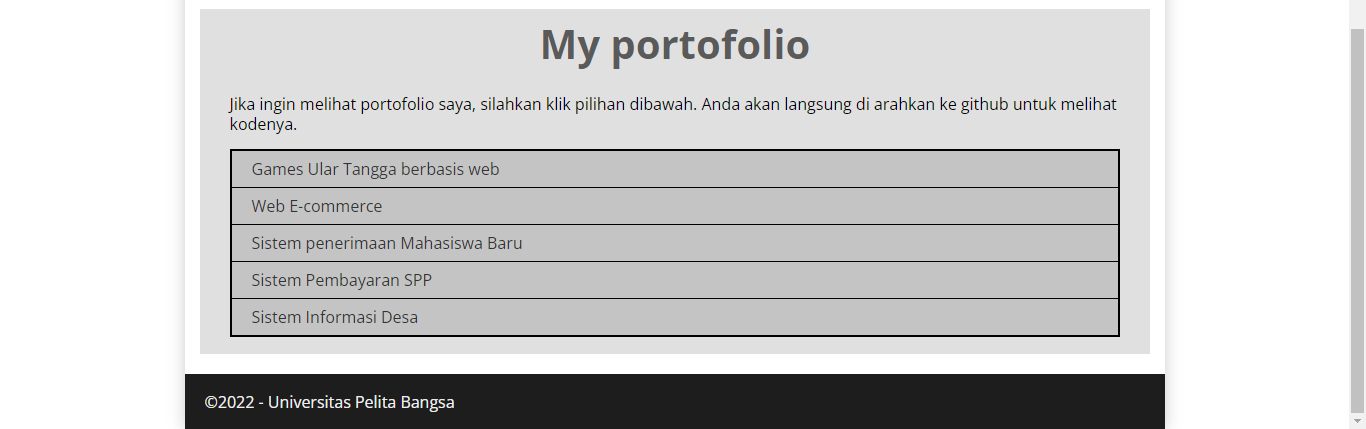 My portofolio
Jika ingin melihat portofolio saya, silahkan klik pilihan dibawah. Anda akan langsung di arahkan ke github untuk melihat
kodenya.
Games Ular Tangga berbasis web
Web E-commerce
Sistem penerimaan Mahasiswa Baru
Sistem Pembayaran SPP
Sistem Informasi Desa
©2022 - Universitas Pelita Bangsa